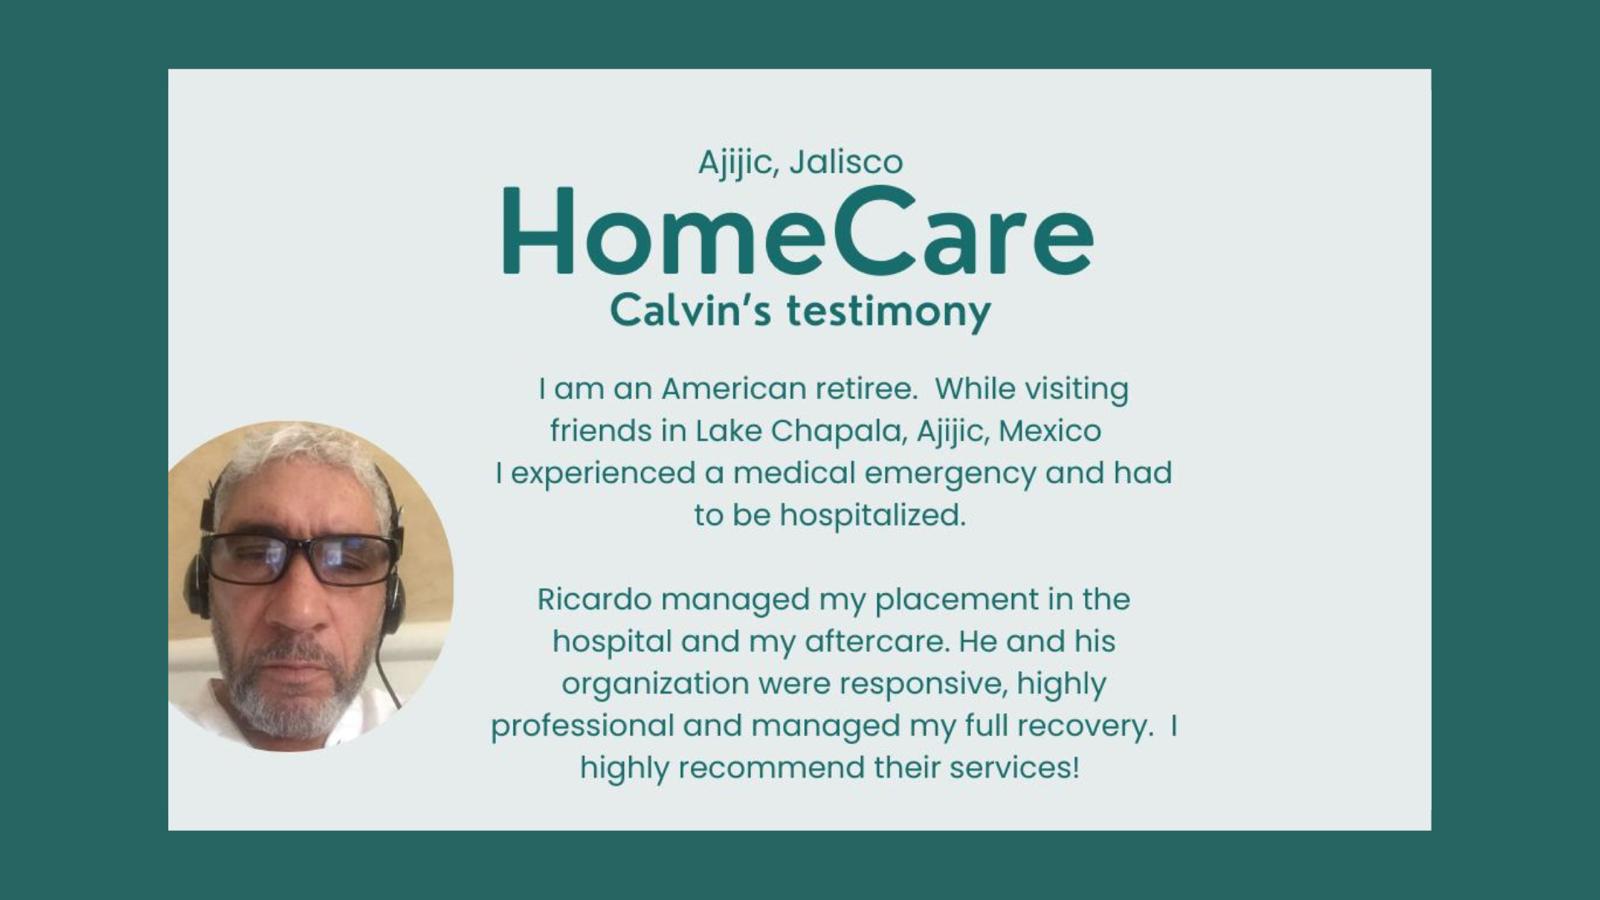 Ajijic, Jalisco
HomeCare
Calvin's testimony
I am an American retiree.  While visiting
friends in Lake Chapala, Ajijic, Mexico
I experienced a medical emergency and had
to be hospitalized.
Ricardo managed my placement in the
hospital and my aftercare. He and his
organization were responsive, highly
professional and managed my full recovery.  I
highly recommend their services!